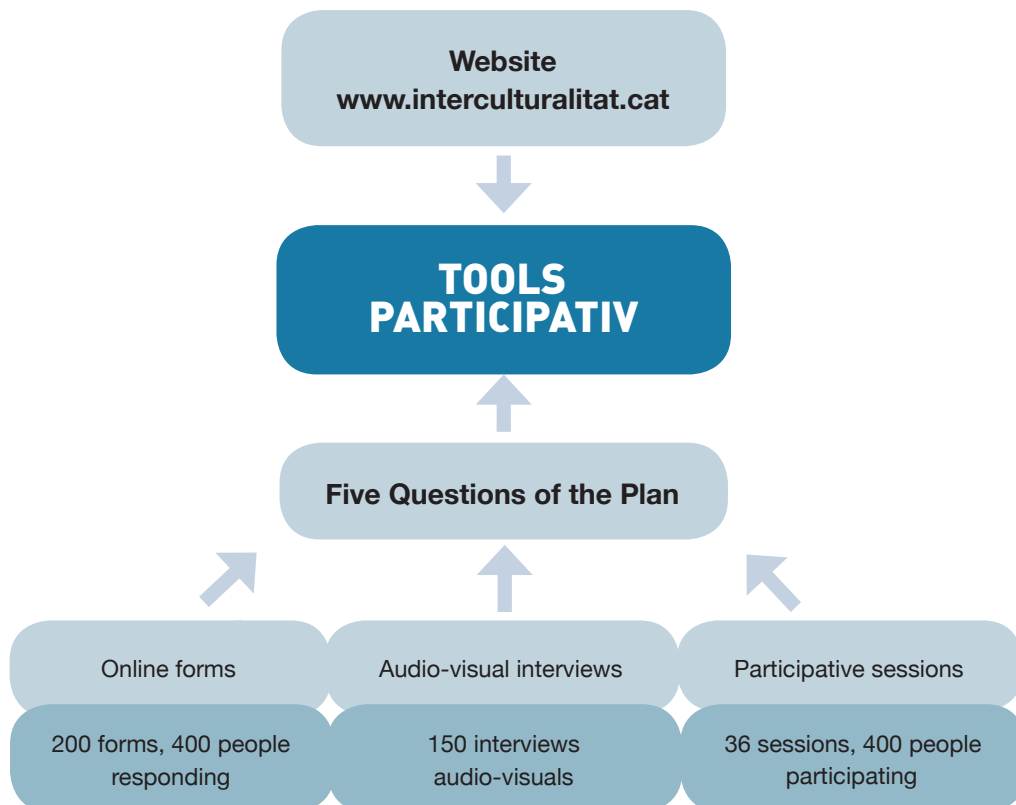 Website
www.interculturalitat.cat
TOOLS
PARTICIPATIV
Five Questions of the Plan
Online forms
Audio-visual interviews
Participative sessions
200 forms, 400 people
responding
150 interviews
audio-visuals
36 sessions, 400 people
participating